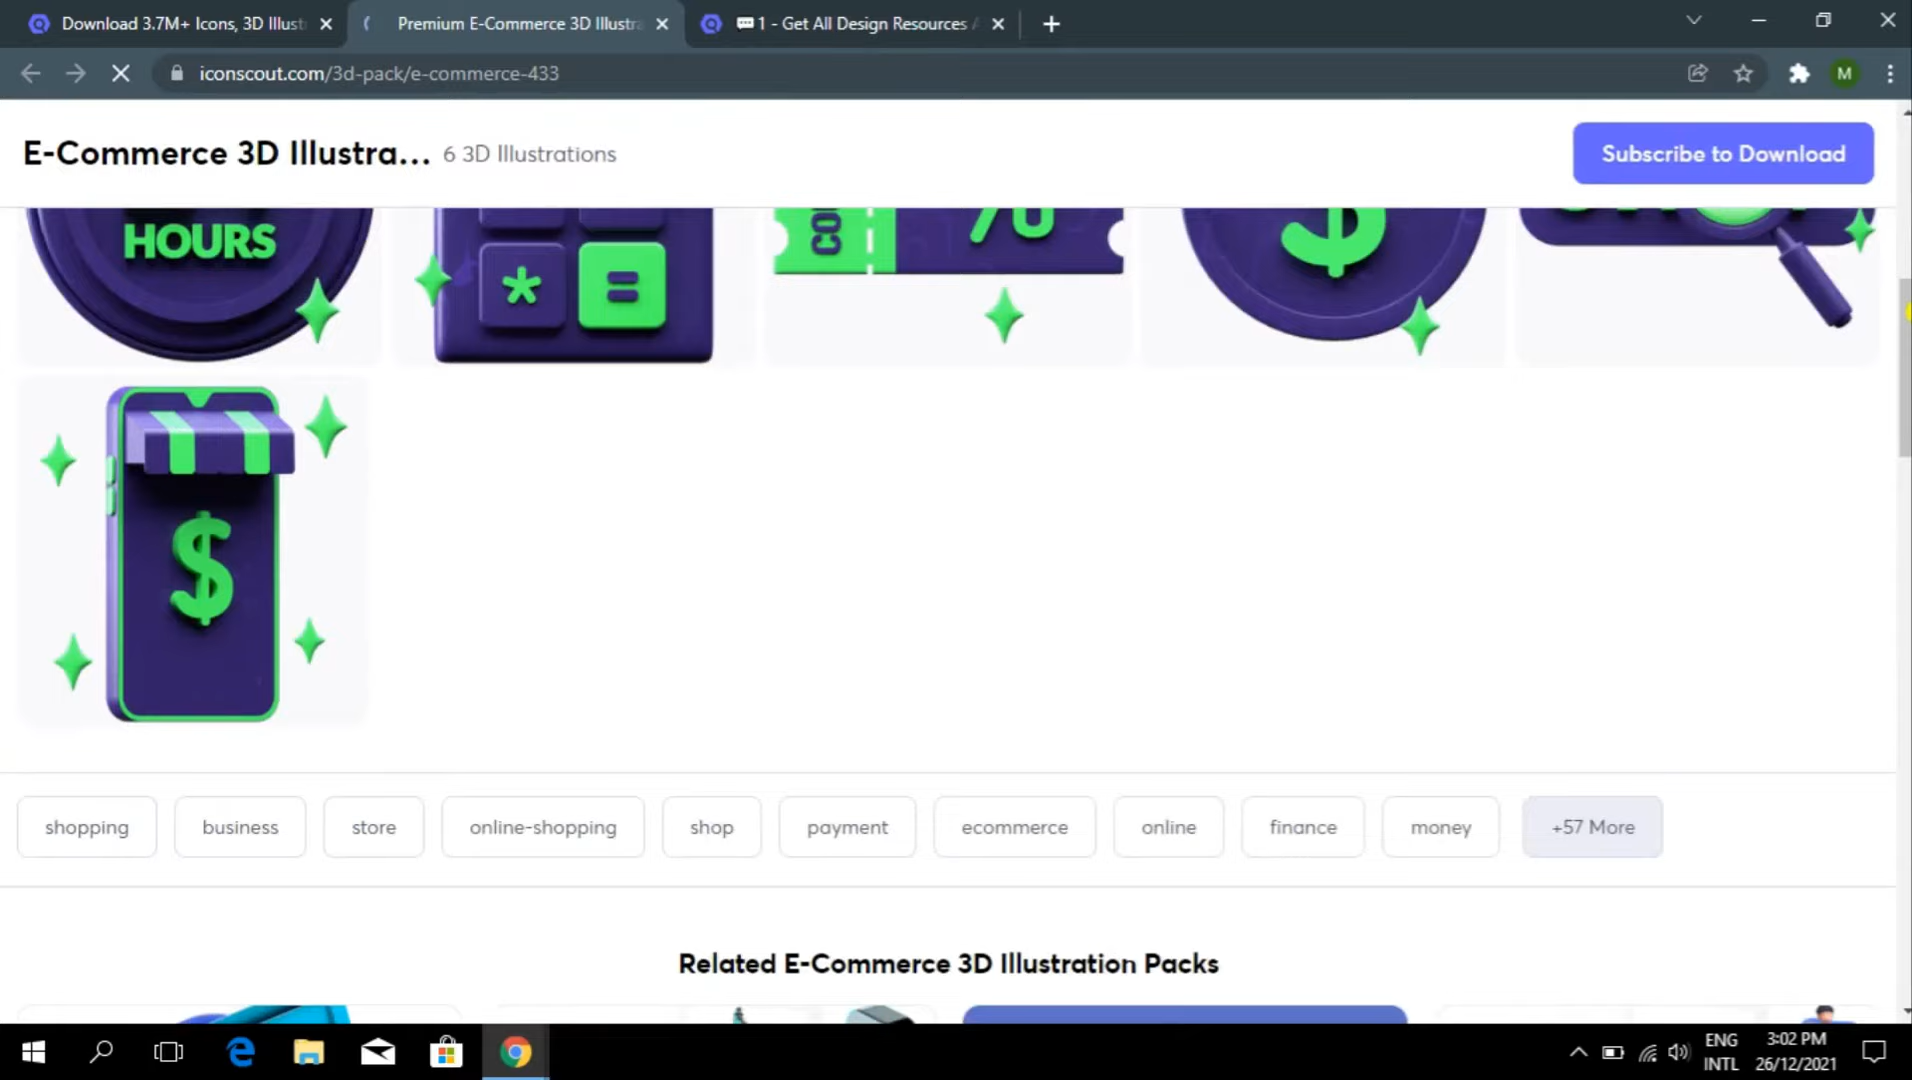 Download 3.7M+ Icons, 3D Illust
Premium E-Commerce 3D Illustra
1 - Get All Design Resources A
iconscout.com/3d-pack/e-commerce-433
M
E-Commerce 3D Illustra...
6 3D Illustrations
Subscribe to Download
HOURS
* =
%
$
$
shopping
business
store
online-shopping
shop
payment
ecommerce
online
finance
money
+57 More
Related E-Commerce 3D Illustration Packs
ENG
INTL
3:02 PM
26/12/2021